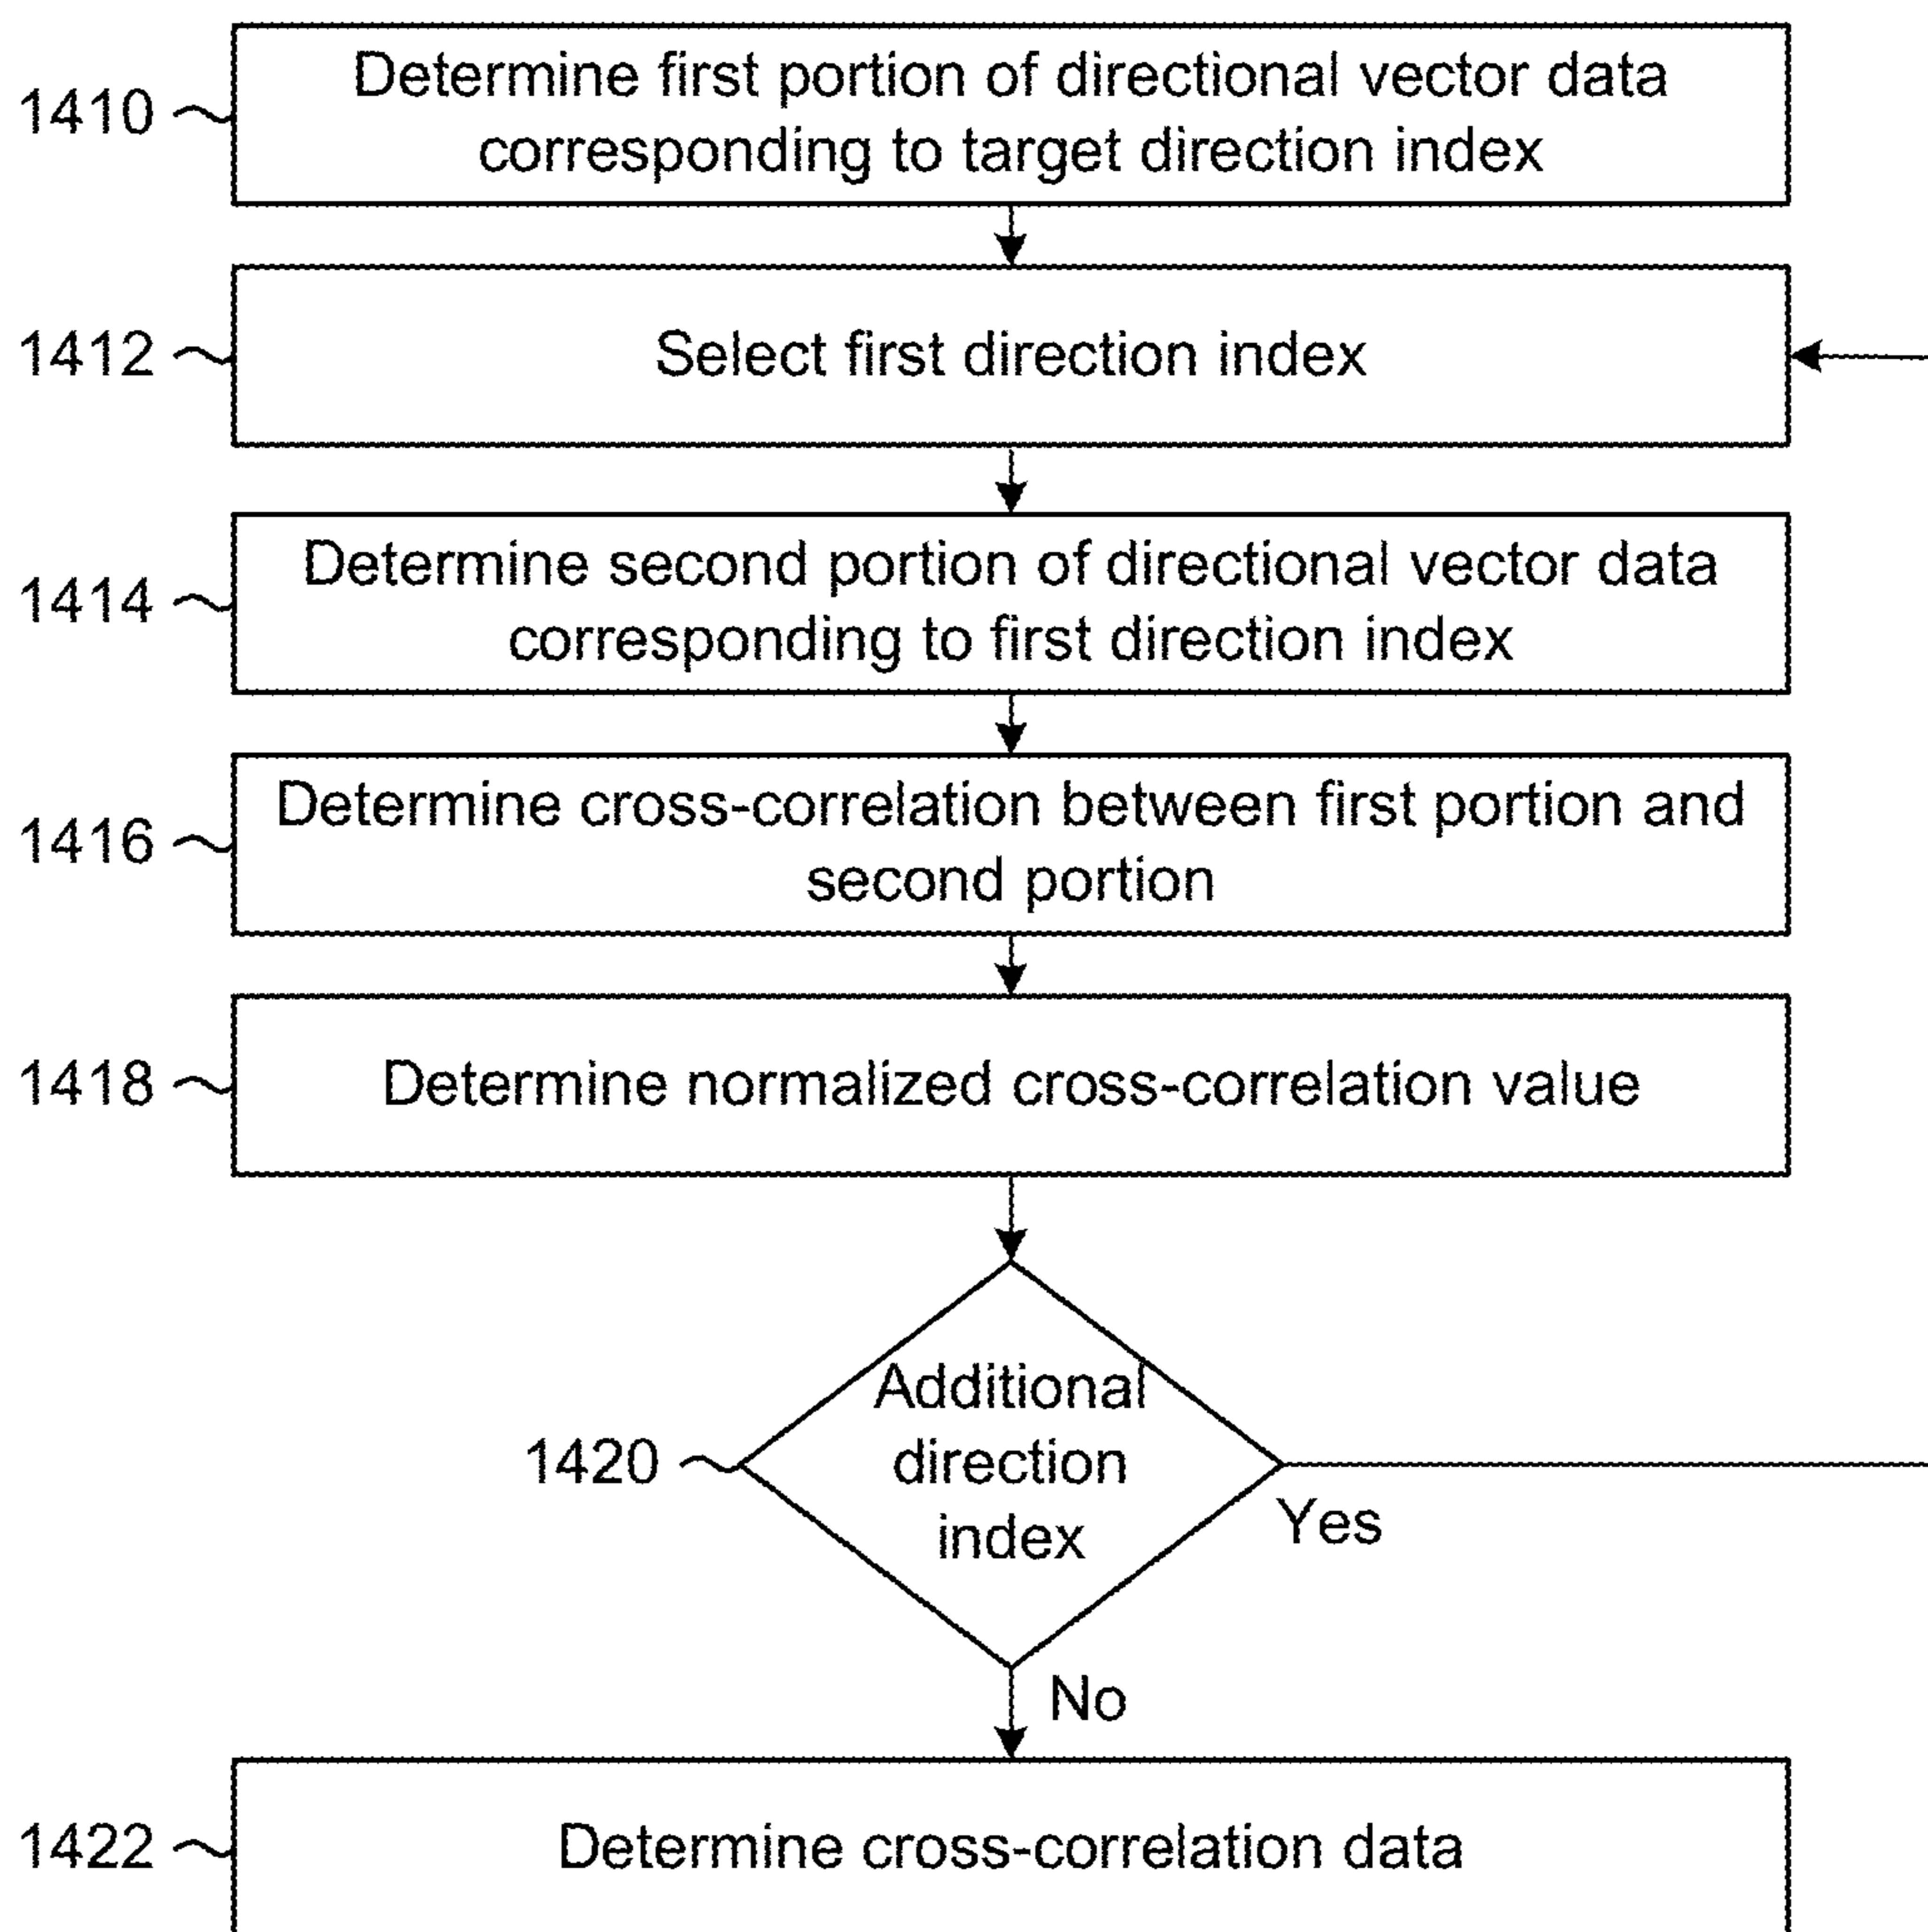 1410
Determine first portion of directional vector data
corresponding to target direction index
1412
Select first direction index
1414
Determine second portion of directional vector data
corresponding to first direction index
1416
Determine cross-correlation between first portion and
second portion
1418
Determine normalized cross-correlation value
1420
Additional
direction
index
Yes
No
1422
Determine cross-correlation data